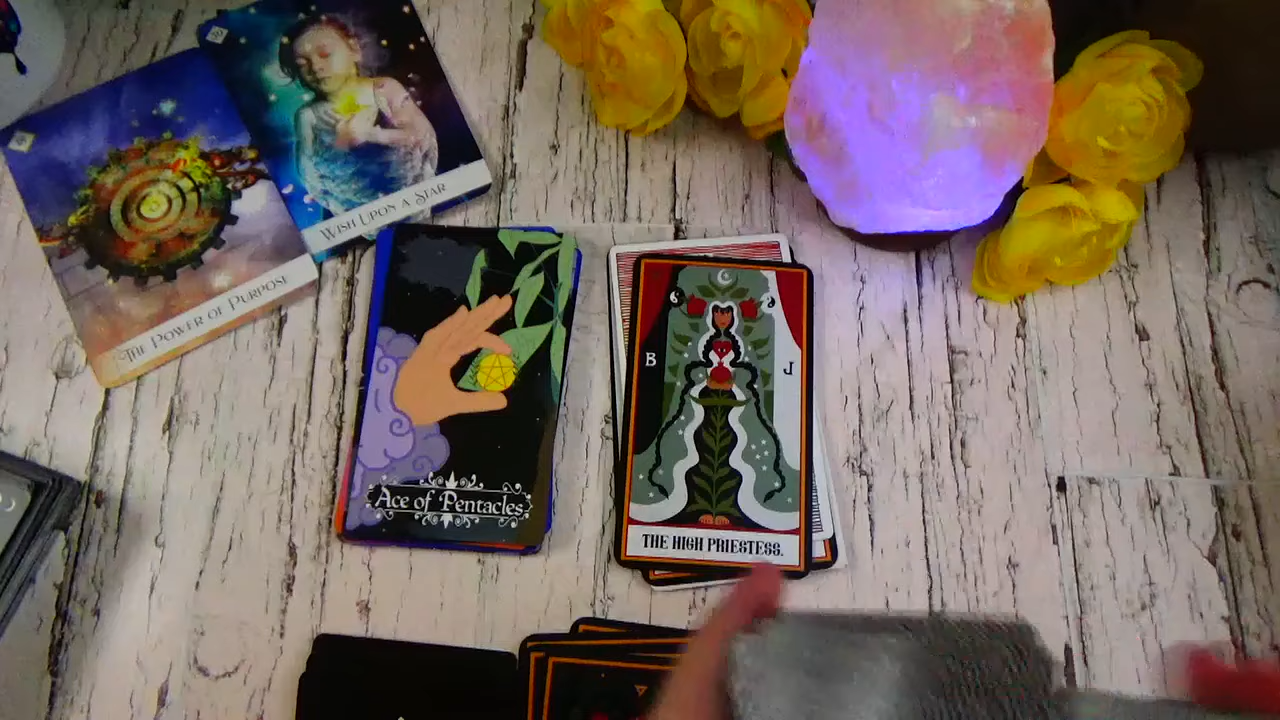 Wish Upon a Star
The Power of Purpose
Ace of Pentacles
B
J
THE HIGH PRIESTESS.